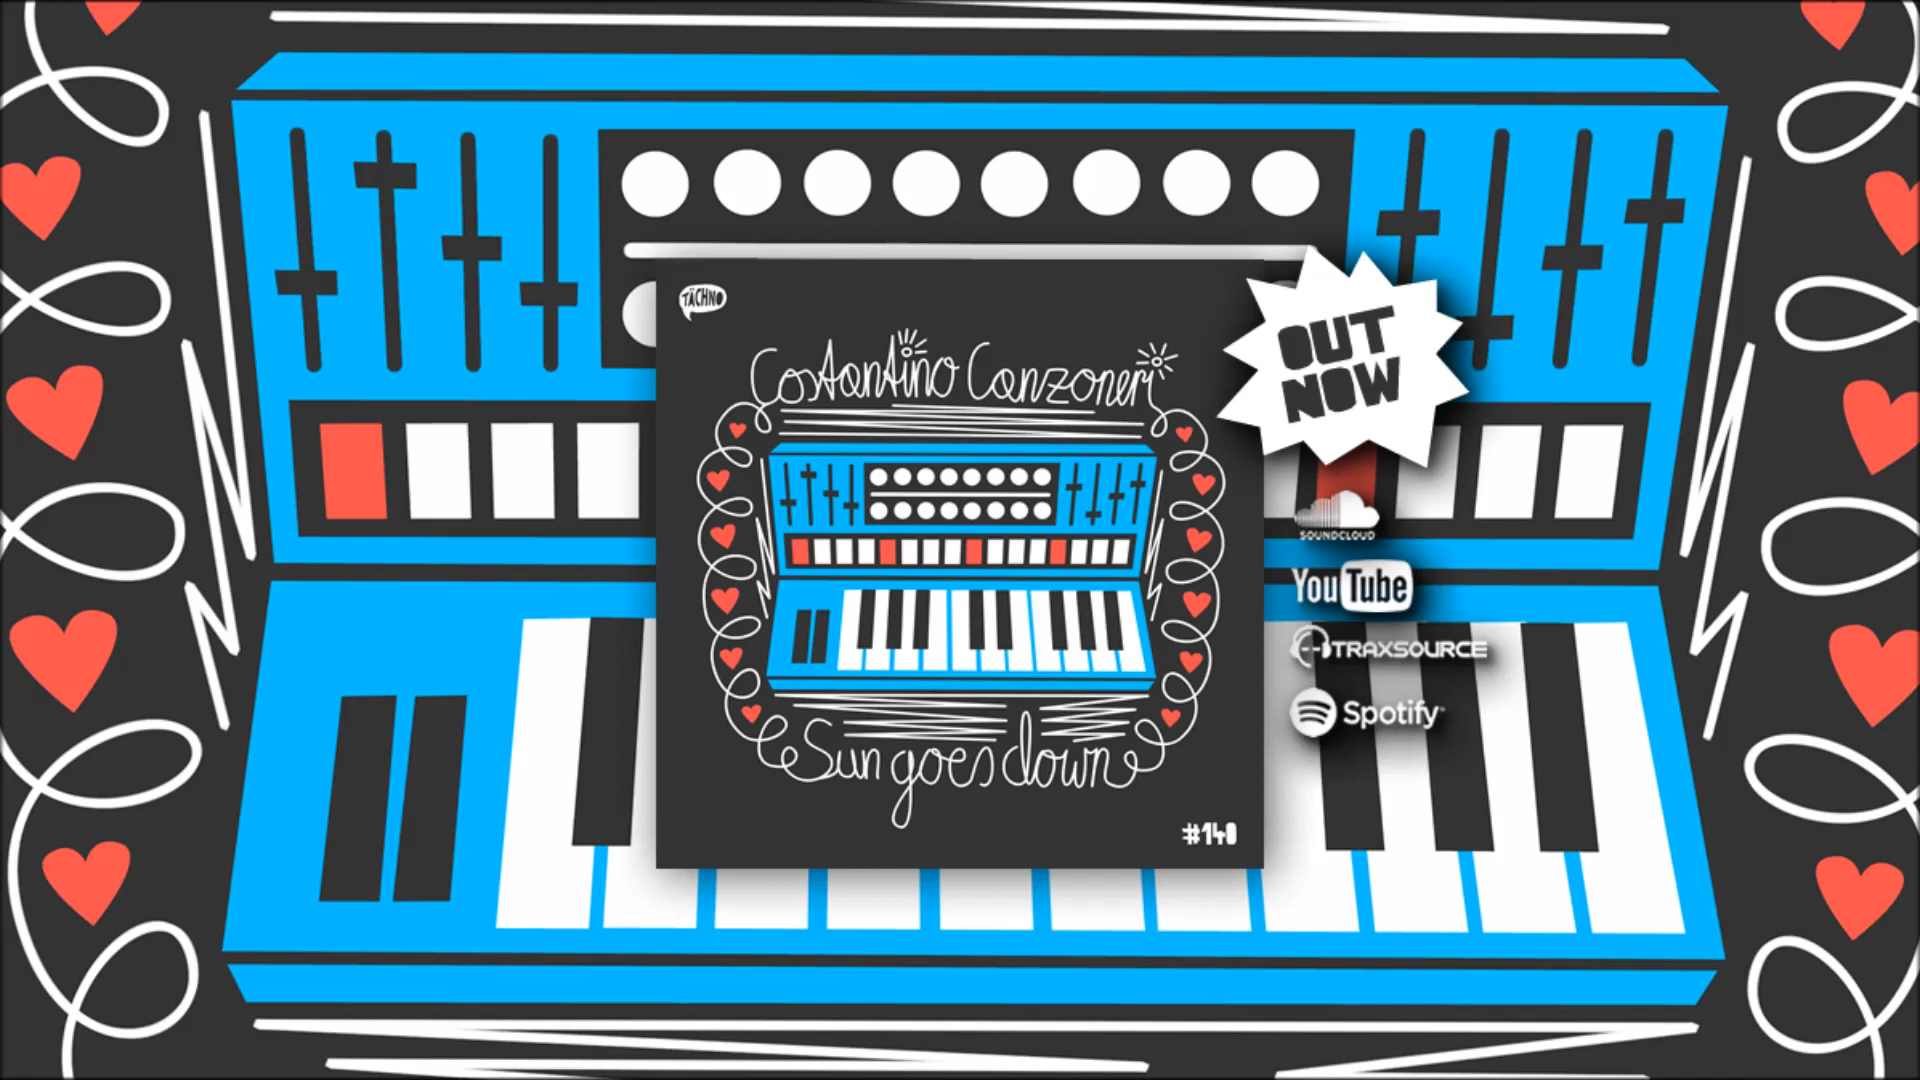 TÄCHNO
Costantino Canzoneri
OUT
NOW
SOUNDCLOUD
YouTube
TRAXSOURCE
Spotify
Sun goes down
#140